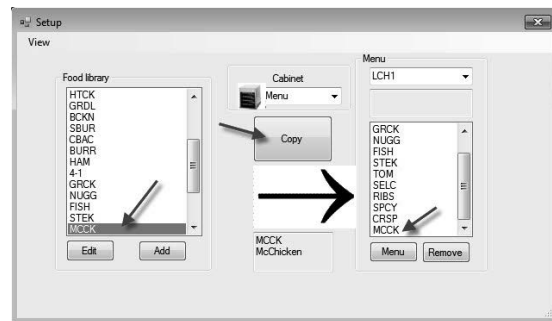 Setup
View
Food library
HTCK
GRDL
BCKN
SBUR
CBAC
BURR
HAM
4-1
GRCK
NUGG
FISH
STEK
MCCK
Edit
Add
Cabinet
Menu
Copy
MCCK
McChicken
Menu
LCH1
GRCK
NUGG
FISH
STEK
TOM
SELC
RIBS
SPCY
CRSP
MCCK
Menu
Remove